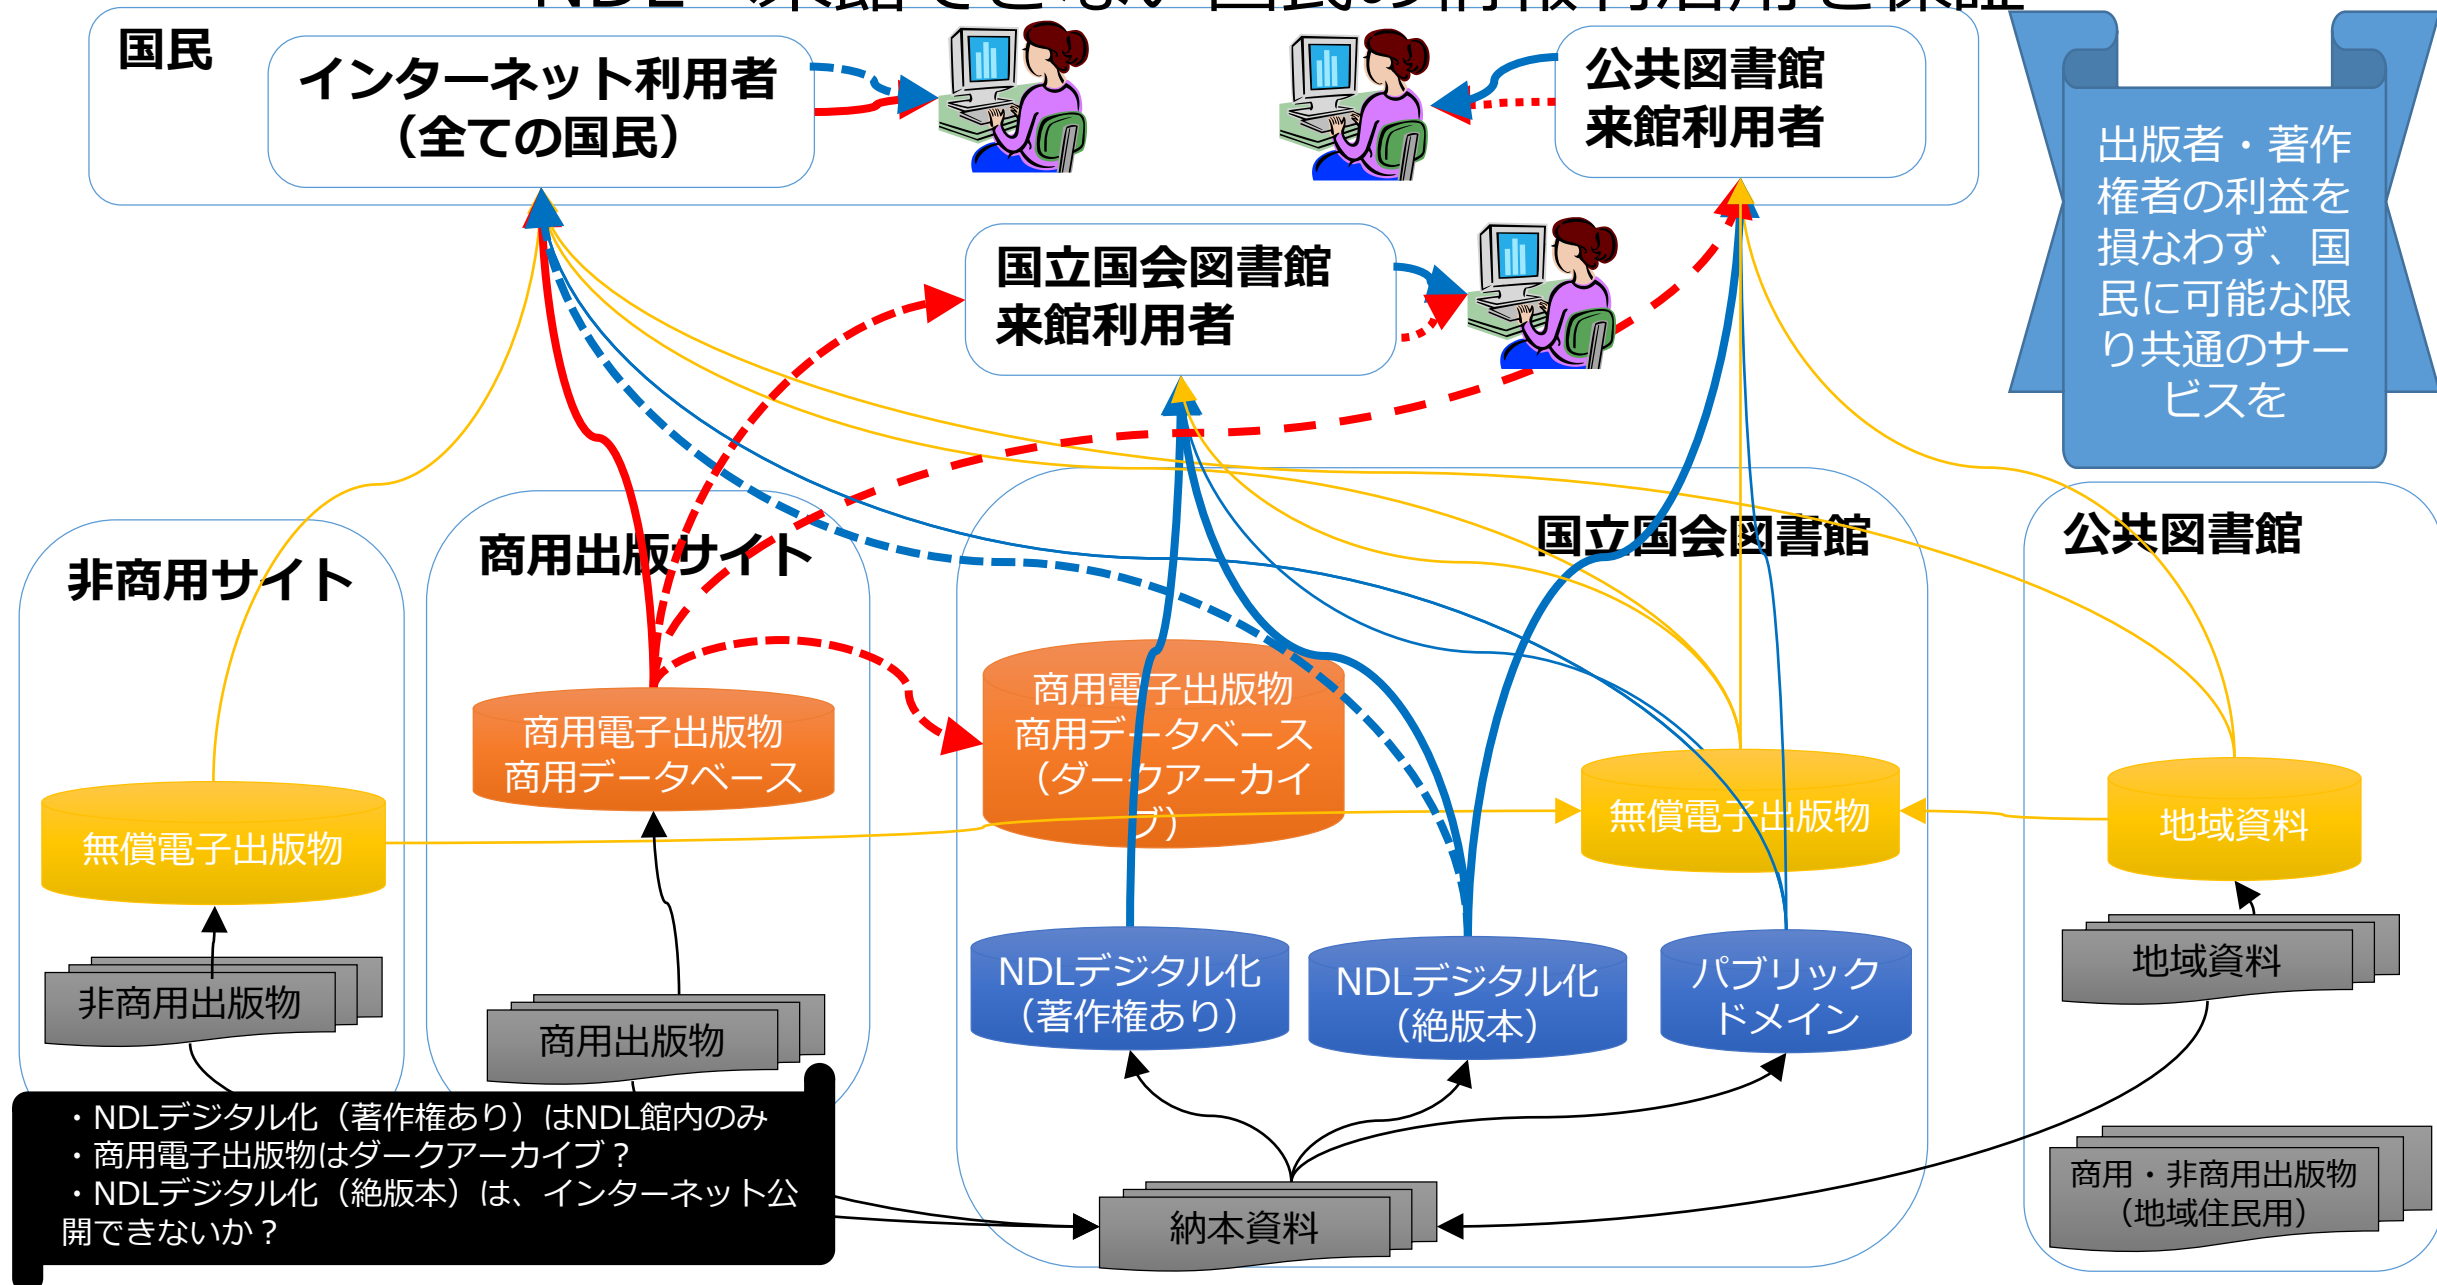 国民
インターネット利用者
（全ての国民）
公共図書館
来館利用者
国立国会図書館
来館利用者
出版者・著作
権者の利益を
損なわず、国
民に可能な限
り共通のサー
ビスを
非商用サイト
商用出版サイト
国立国会図書館
公共図書館
無償電子出版物
商用電子出版物
商用データベース
商用電子出版物
商用データベース
（ダークアーカイ
ブ）
無償電子出版物
地域資料
非商用出版物
商用出版物
NDLデジタル化
（著作権あり）
NDLデジタル化
（絶版本）
パブリック
ドメイン
地域資料
・NDLデジタル化（著作権あり）はNDL館内のみ
・商用電子出版物はダークアーカイブ？
・NDLデジタル化（絶版本）は、インターネット公
開できないか？
納本資料
商用・非商用出版物
（地域住民用）